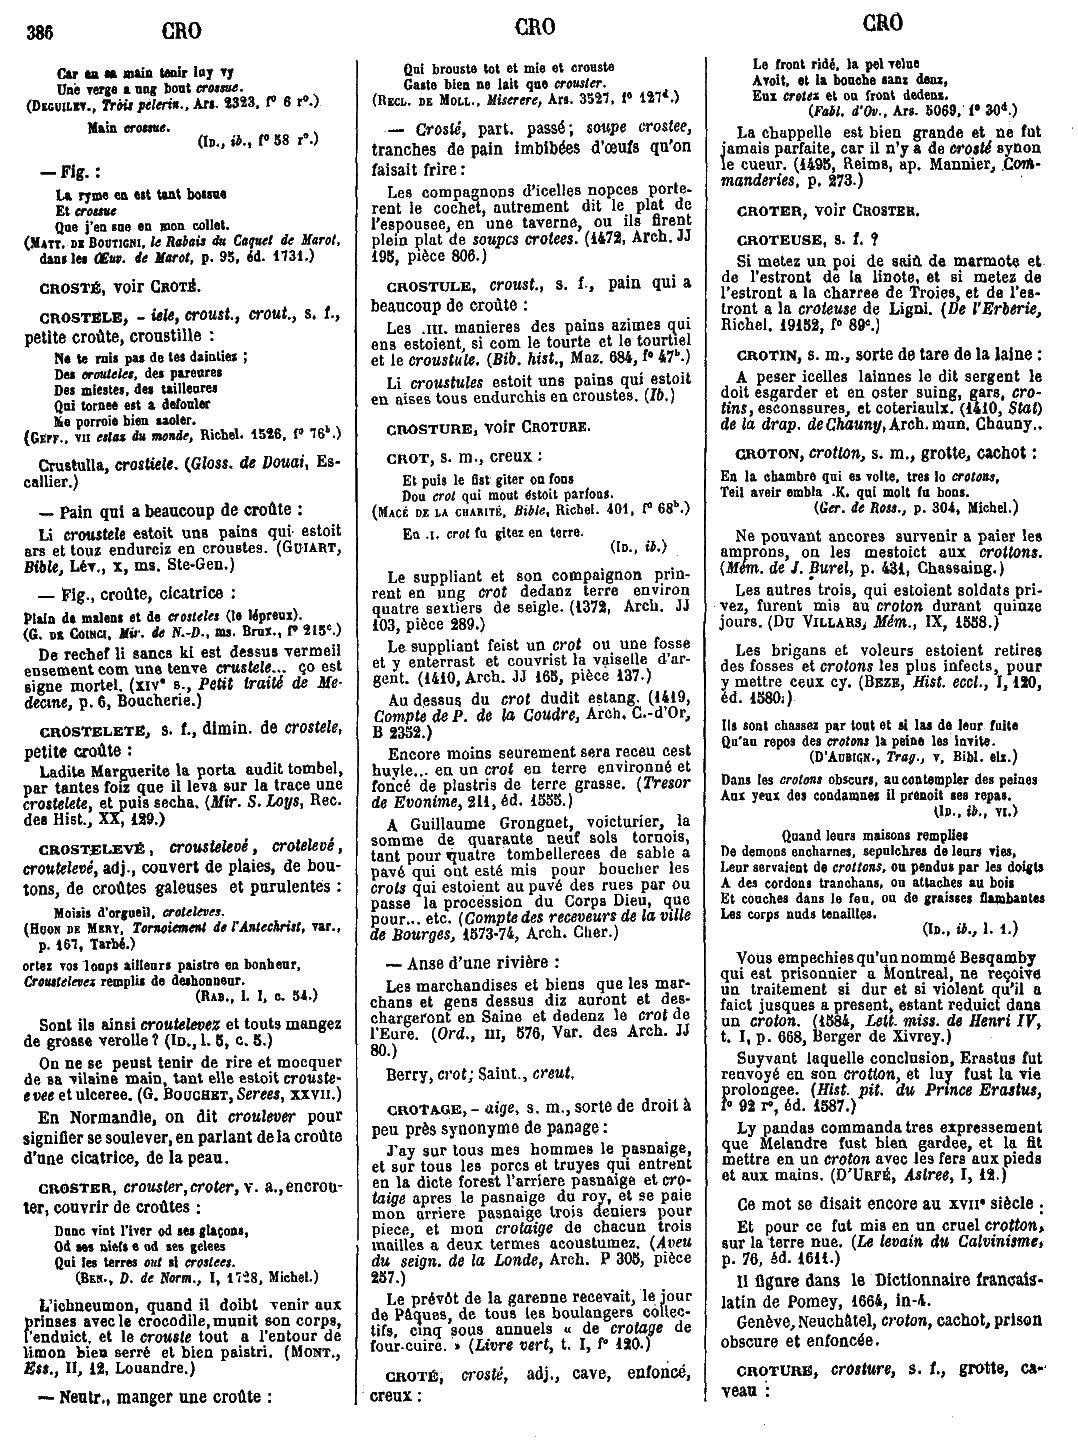 386 CRO CRO CRO
Car en sa main tenir luy vy
Une verge a ung bout crossue.
(Deguilev., Trois pelerin., Ars. 2323, fº 6 rº.)
Main crossue.
(Id., ib., fº 58 rº.)
— Fig. :
La ryme en est tant bossue
Et crossue
Que j'en sue en mon collet.
(Matt. de Boutigni, le Rabais du Caquet de Marot,
dans les Œuv. de Marot, p. 95, éd. 1731.)
CROSTÉ, voir Croté.
CROSTELE, - iele, croust., crout., s. f.,
petite croûte, croustille :
Ne te ruis pas de tes dainties ;
Des crouteles, des pareures
Des miestes, des tailleures
Qui tornee est a defouler
Me porroie bien saoler.
(Geff., vii estaz du monde, Richel. 1526, fº 76ᵇ.)
Crustulla, crostiele. (Gloss. de Douai, Es-
callier.)
— Pain qui a beaucoup de croûte :
Li croustele estoit uns pains qui estoit
ars et touz endurciz en croustes. (Guiart,
Bible, Lév., x, ms. Ste-Gen.)
— Fig., croûte, cicatrice :
Plain de malens et de crosteles (le lépreux).
(G. de Coinci, Mir. de N.-D., ms. Brux., fº 215ᶜ.)
De rechef li sancs ki est dessus vermeil
ensement com une tenve crustele... ço est
signe mortel. (xivᵉ s., Petit traité de Me-
decine, p. 6, Boucherie.)
CROSTELETE, s. f., dimin. de crostele,
petite croûte :
Ladite Marguerite la porta audit tombel,
par tantes foiz que il leva sur la trace une
crostelete, et puis secha. (Mir. S. Loys, Rec.
des Hist., XX, 129.)
CROSTELEVÉ, croustelevé, crotelevé,
croutelevé, adj., couvert de plaies, de bou-
tons, de croûtes galeuses et purulentes :
Moisis d'orgueil, croteleves.
(Huon de Mery, Tornoiement de l'Antechrist, var.,
p. 167, Tarbé.)
ortez vos loups ailleurs paistre en bonheur,
Croustelevez remplis de deshonneur.
(Rab., l. I, c. 54.)
Sont ils ainsi croutelevez et touts mangez
de grosse verolle ? (Id., l. 5, c. 5.)
On ne se peust tenir de rire et mocquer
de sa vilaine main, tant elle estoit crouste-
evee et ulceree. (G. Bouchet, Serees, xxvii.)
En Normandie, on dit croulever pour
signifier se soulever, en parlant de la croûte
d'une cicatrice, de la peau.
CROSTER, crouster, croter, v. a., encrou-
ter, couvrir de croûtes :
Dunc vint l'iver od ses glaçons,
Od ses niefs e od ses gelees
Qui les terres out si crostees.
(Ben., D. de Norm., I, 1728, Michel.)
L'ichneumon, quand il doibt venir aux
prinses avec le crocodile, munit son corps,
l'enduict, et le crouste tout a l'entour de
limon bien serré et bien paistri. (Mont.,
Ess., II, 12, Louandre.)
— Neutr., manger une croûte :
Qui brouste tot et mie et crouste
Gaste bien ne lait que crouster.
(Recl. de Moll., Miserere, Ars. 3527, fº 127ᵈ.)
— Crosté, part. passé ; soupe crostee,
tranches de pain imbibées d'œufs qu'on
faisait frire :
Les compagnons d'icelles nopces porte-
rent le cochet, autrement dit le plat de
l'espousee, en une taverne, ou ils firent
plein plat de soupes crotees. (1472, Arch. JJ
195, pièce 806.)
CROSTULE, croust., s. f., pain qui a
beaucoup de croûte :
Les .iii. manieres des pains azimes qui
ens estoient, si com le tourte et le tourtiel
et le croustule. (Bib. hist., Maz. 684, fº 47ᵇ.)
Li croustules estoit uns pains qui estoit
en aises tous endurchis en croustes. (Ib.)
CROSTURE, voir Croture.
CROT, s. m., creux :
Et puis le fist giter on fons
Dou crot qui mout estoit parfons.
(Macé de la charité, Bible, Richel. 401, fº 68ᵇ.)
En .i. crot fu gitez en terre.
(Id., ib.)
Le suppliant et son compaignon prin-
rent en ung crot dedanz terre environ
quatre sextiers de seigle. (1372, Arch. JJ
103, pièce 289.)
Le suppliant feist un crot ou une fosse
et y enterrast et couvrist la vaiselle d'ar-
gent. (1410, Arch. JJ 165, pièce 137.)
Au dessus du crot dudit estang. (1419,
Compte de P. de la Coudre, Arch. C.-d'Or,
B 2352.)
Encore moins seurement sera receu cest
huyle... en un crot en terre environné et
foncé de plastris de terre grasse. (Tresor
de Evonime, 211, éd. 1555.)
A Guillaume Grongnet, voicturier, la
somme de quarante neuf sols tornois,
tant pour quatre tombellerees de sable a
pavé qui ont esté mis pour boucher les
crots qui estoient au pavé des rues par ou
passe la procession du Corps Dieu, que
pour... etc. (Compte des receveurs de la ville
de Bourges, 1573-74, Arch. Cher.)
— Anse d'une rivière :
Les marchandises et biens que les mar-
chans et gens dessus diz auront et des-
chargeront en Saine et dedenz le crot de
l'Eure. (Ord., iii, 576, Var. des Arch. JJ
80.)
Berry, crot; Saint., creut.
CROTAGE, - aige, s. m., sorte de droit à
peu près synonyme de panage :
J'ay sur tous mes hommes le pasnaige,
et sur tous les porcs et truyes qui entrent
en la dicte forest l'arriere pasnaige et cro-
taige apres le pasnaige du roy, et se paie
mon arriere pasnaige trois deniers pour
piece, et mon crotaige de chacun trois
mailles a deux termes acoustumez. (Aveu
du seign. de la Londe, Arch. P 305, pièce
257.)
Le prévôt de la garenne recevait, le jour
de Pâques, de tous les boulangers collec-
tifs, cinq sous annuels « de crotage de
four-cuire. » (Livre vert, t. I, fº 120.)
CROTÉ, crosté, adj., cave, enfoncé,
creux :
Le front ridé, la pel velue
Avoit, et la bouche sanz denz,
Eux crotez et ou front dedenz.
(Fabl. d'Ov., Ars. 5069, fº 30ᵈ.)
La chappelle est bien grande et ne fut
jamais parfaite, car il n'y a de crosté synon
le cueur. (1495, Reims, ap. Mannier, Com-
manderies, p. 273.)
CROTER, voir Croster.
CROTEUSE, s. f. ?
Si metez un poi de saín de marmote et
de l'estront de la linote, et si metez de
l'estront a la charree de Troies, et de l'es-
tront a la croteuse de Ligni. (De l'Erberie,
Richel. 19152, fº 89ᶜ.)
CROTIN, s. m., sorte de tare de la laine :
A peser icelles lainnes le dit sergent le
doit esgarder et en oster suing, gars, cro-
tins, esconssures, et coteriaulx. (1410, Stat.
de la drap. de Chauny, Arch. mun. Chauny..
CROTON, crotton, s. m., grotte, cachot :
En la chambre qui es volte, tres lo crotons,
Teil aveir embla .K. qui molt fu bons.
(Ger. de Ross., p. 304, Michel.)
Ne pouvant ancores survenir a paier les
amprons, on les mestoict aux crottons.
(Mém. de J. Burel, p. 431, Chassaing.)
Les autres trois, qui estoient soldats pri-
vez, furent mis au croton durant quinze
jours. (Du Villars, Mém., IX, 1558.)
Les brigans et voleurs estoient retires
des fosses et crotons les plus infects, pour
y mettre ceux cy. (Beze, Hist. eccl., I, 120,
éd. 1580.)
Ils sont chassez par tout et si las de leur fuite
Qu'au repos des crotons la peine les invite.
(D'Aubign., Trag., v, Bibl. elz.)
Dans les crotons obscurs, au contempler des peines
Aux yeux des condamnez il prenoit ses repas.
(Id., ib., vi.)
Quand leurs maisons remplies
De demons encharnes, sepulchres de leurs vies,
Leur servaient de crottons, ou pendus par les doigts
A des cordons tranchans, ou attaches au bois
Et couches dans le feu, ou de graisses flambantes
Les corps nuds tenailles.
(Id., ib., l. 1.)
Vous empechies qu'un nommé Besqamby
qui est prisonnier a Montreal, ne reçoive
un traitement si dur et si violent qu'il a
faict jusques a present, estant reduict dans
un croton. (1584, Lett. miss. de Henri IV,
t. I, p. 668, Berger de Xivrey.)
Suyvant laquelle conclusion, Erastus fut
renvoyé en son crotton, et luy fust la vie
prolongee. (Hist. pit. du Prince Erastus,
fº 92 rº, éd. 1587.)
Ly pandas commanda tres expressement
que Melandre fust bien gardee, et la fit
mettre en un croton avec les fers aux pieds
et aux mains. (D'Urfé, Astree, I, 12.)
Ce mot se disait encore au xviiᵉ siècle :
Et pour ce fut mis en un cruel crotton,
sur la terre nue. (Le levain du Calvinisme,
p. 76, éd. 1611.)
Il figure dans le Dictionnaire francais-
latin de Pomey, 1664, in-4.
Genève, Neuchâtel, croton, cachot, prison
obscure et enfoncée.
CROTURE, crosture, s. f., grotte, ca-
veau :